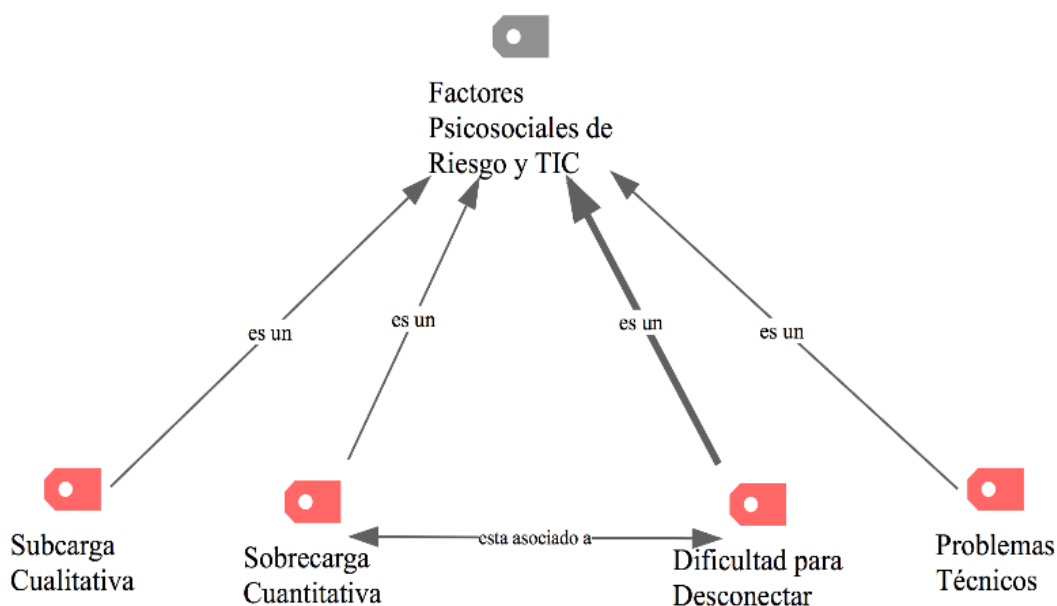 Factores
Psicosociales de
Riesgo y TIC
es un
es un
es un
es un
esta asociado a
Subcarga
Cualitativa
Sobrecarga
Cuantitativa
Dificultad para
Desconectar
Problemas
Técnicos